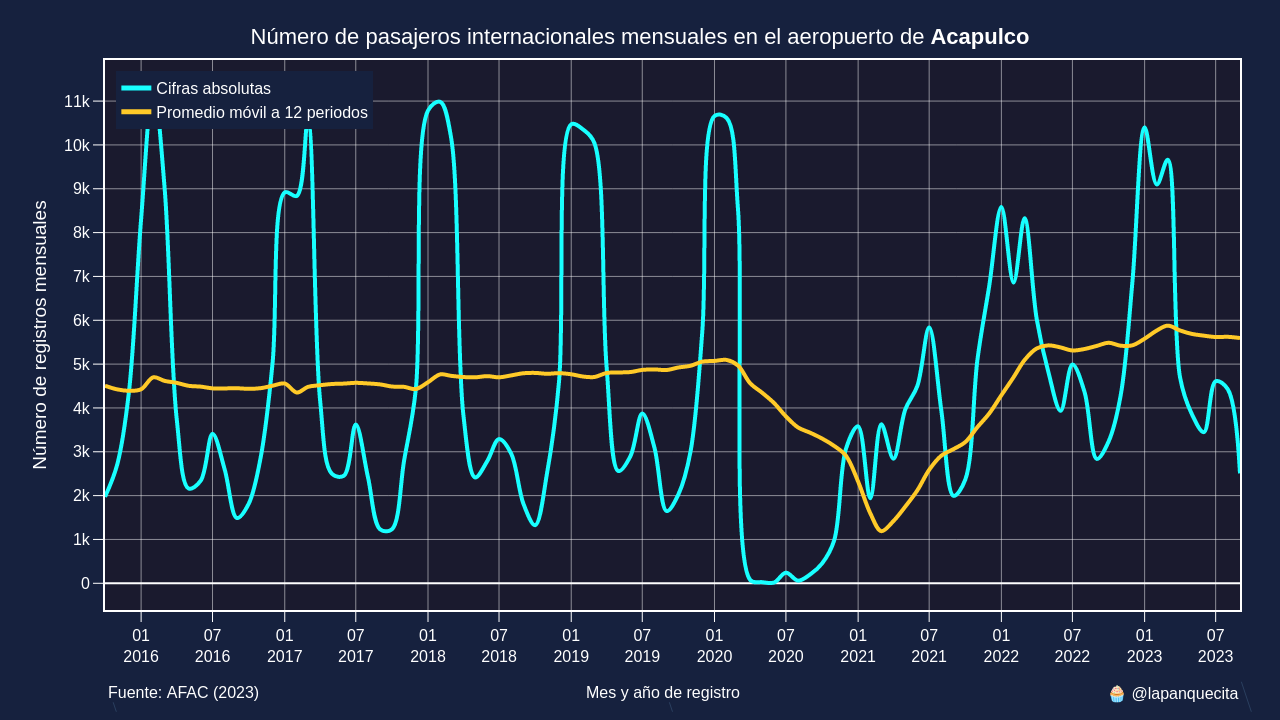 Número de pasajeros internacionales mensuales en el aeropuerto de Acapulco
Cifras absolutas
Promedio móvil a 12 periodos
Número de registros mensuales
11k
10k
9k
8k
7k
6k
5k
4k
3k
2k
1k
0
01 07 01 07 01 07 01 07 01 07 01 07 01 07 01 07
2016 2016 2017 2017 2018 2018 2019 2019 2020 2020 2021 2021 2022 2022 2023 2023
Fuente: AFAC (2023) Mes y año de registro 🧁 @lapanquecita